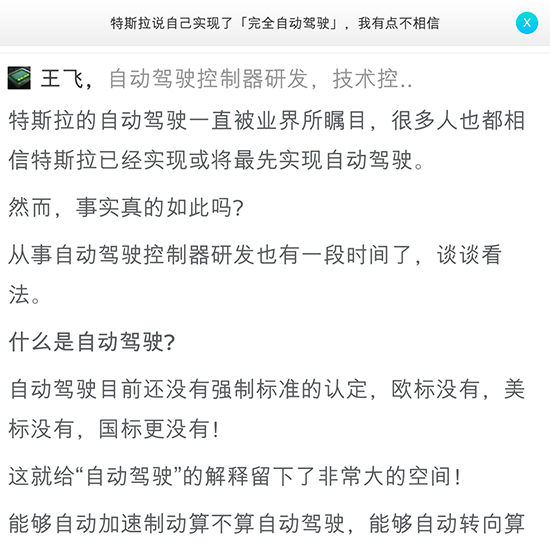 特斯拉说自己实现了「完全自动驾驶」，我有点不相信
X
王飞，自动驾驶控制器研发，技术控..
特斯拉的自动驾驶一直被业界所瞩目，很多人也都相
信特斯拉已经实现或将最先实现自动驾驶。
然而，事实真的如此吗?
从事自动驾驶控制器研发也有一段时间了，谈谈看
法。
什么是自动驾驶?
自动驾驶目前还没有强制标准的认定，欧标没有，美
标没有，国标更没有!
这就给“自动驾驶”的解释留下了非常大的空间!
能够自动加速制动算不算自动驾驶，能够自动转向算